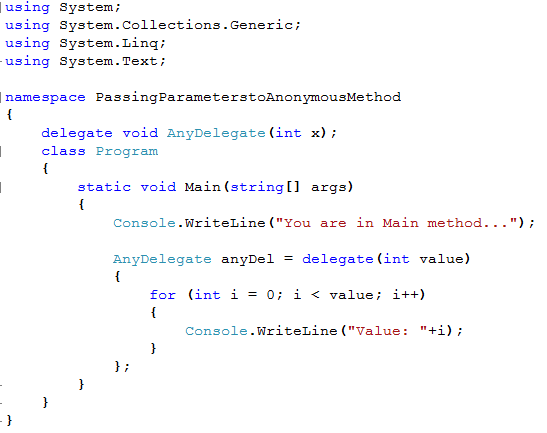 using System;
using System.Collections.Generic;
using System.Linq;
using System.Text;

namespace PassingParameterstoAnonymousMethod
{
    delegate void AnyDelegate(int x);
    class Program
    {
        static void Main(string[] args)
        {
            Console.WriteLine("You are in Main method...");

            AnyDelegate anyDel = delegate(int value)
            {
                for (int i = 0; i < value; i++)
                {
                    Console.WriteLine("Value: "+i);
                }
            };
        }
    }
}